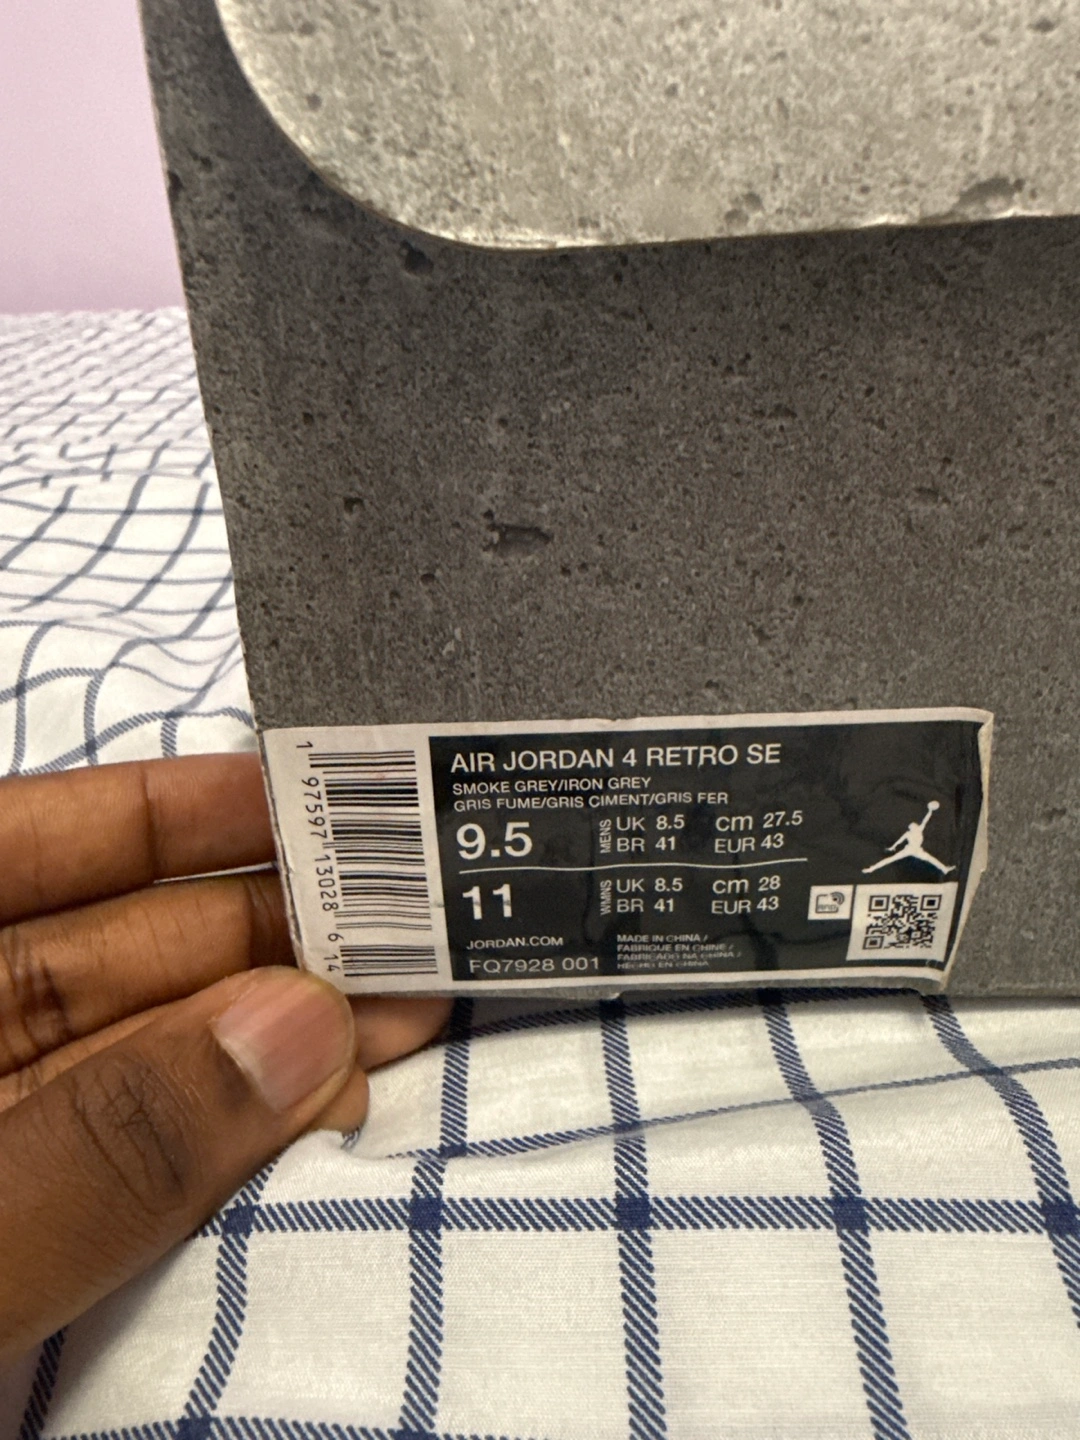 AIR JORDAN 4 RETRO SE
SMOKE GREY/IRON GREY
GRIS FUME/GRIS CIMENT/GRIS FER
9.5
MENS
UK 8.5 cm 27.5
BR 41 EUR 43
11
WMNS
UK 8.5 cm 28
BR 41 EUR 43
RFID
JORDAN.COM
FQ7928 001
MADE IN CHINA /
FABRIQUE EN CHINE /
FABRICADO NA CHINA /
HECHO EN CHINA
1 97597 13028 6 14